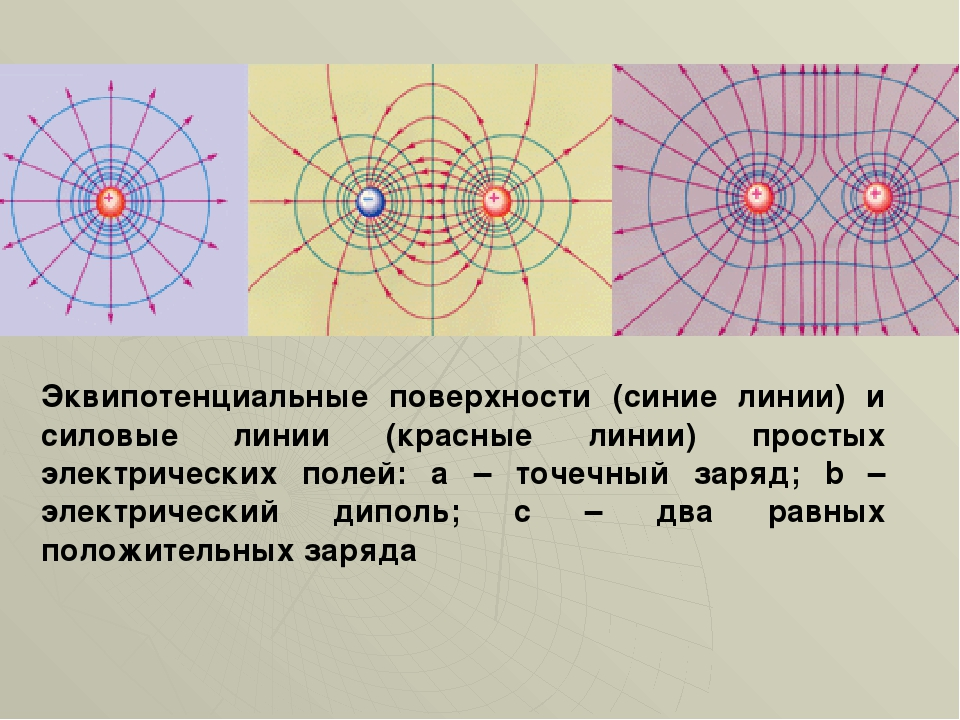 Эквипотенциальные поверхности (синие линии) и
силовые линии (красные линии) простых
электрических полей: a – точечный заряд; b –
электрический диполь; c – два равных
положительных заряда